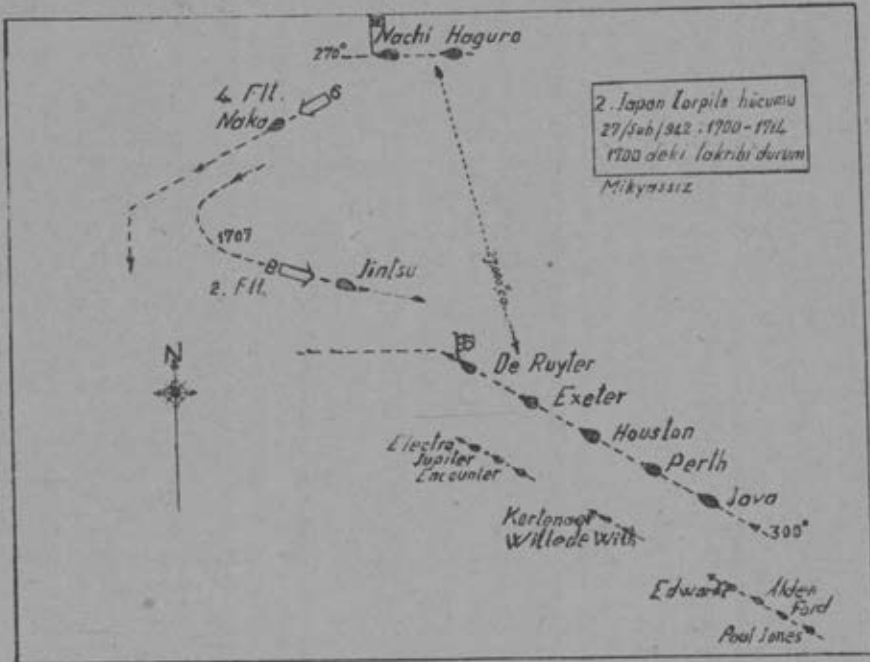 Nachi Haguro
270°
4. Flt.
6
Naka
2. Japan torpilo hücumu
27/Şub/942 : 1700-1714
1700 deki takribi durum
Mikyassız
1707
8
Jintsu
2. Flt.
N
De Ruyter
Exeter
Houston
Perth
Java
300°
Electra
Jupiter
Encounter
Kortenaer
Witte de With
Edwards
Alden
Ford
Paul Jones